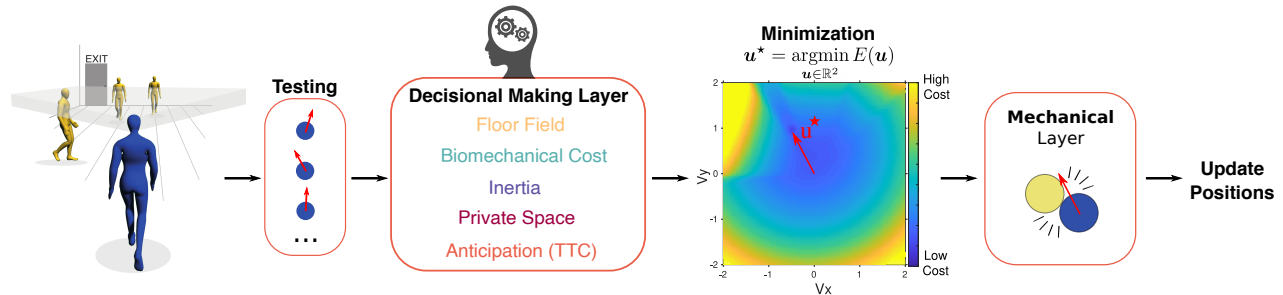 EXIT
Testing
...
Decisional Making Layer
Floor Field
Biomechanical Cost
Inertia
Private Space
Anticipation (TTC)
Minimization
u★ = argmin E(u)
u∈ℝ²
High
Cost
2
1
0
-1
-2
Vy
u★
-2
-1
0
1
2
Vx
Low
Cost
Mechanical
Layer
Update
Positions